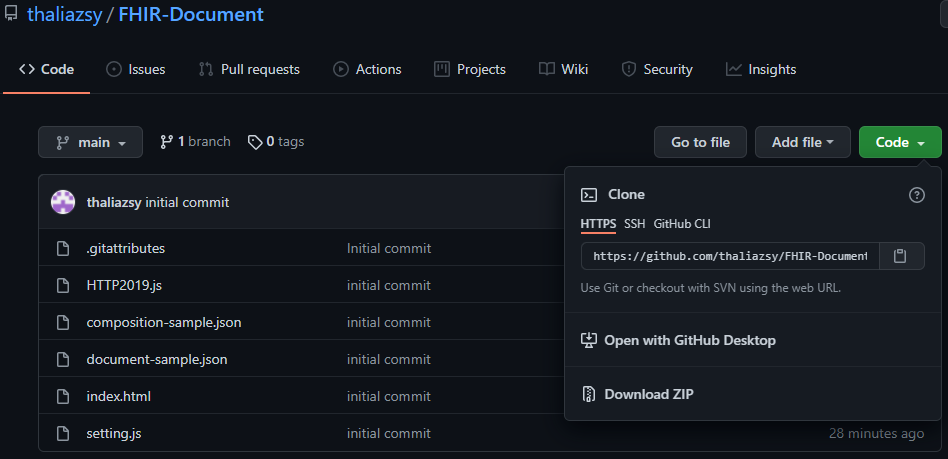 thaliazsy / FHIR-Document
Code Issues Pull requests Actions Projects Wiki Security Insights
main 1 branch 0 tags Go to file Add file Code
thaliazsy initial commit
.gitattributes Initial commit
HTTP2019.js initial commit
composition-sample.json initial commit
document-sample.json initial commit
index.html initial commit
setting.js initial commit 28 minutes ago
Clone
HTTPS SSH GitHub CLI
https://github.com/thaliazsy/FHIR-Document
Use Git or checkout with SVN using the web URL.
Open with GitHub Desktop
Download ZIP